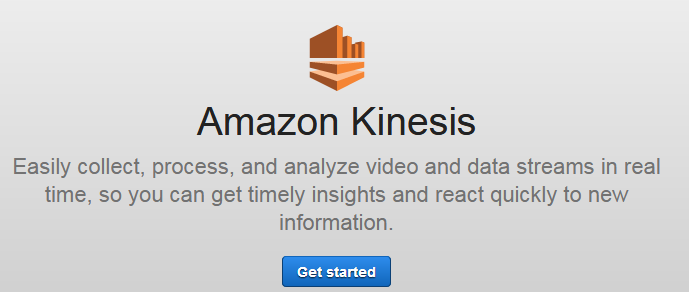 Amazon Kinesis
Easily collect, process, and analyze video and data streams in real
time, so you can get timely insights and react quickly to new
information.
Get started